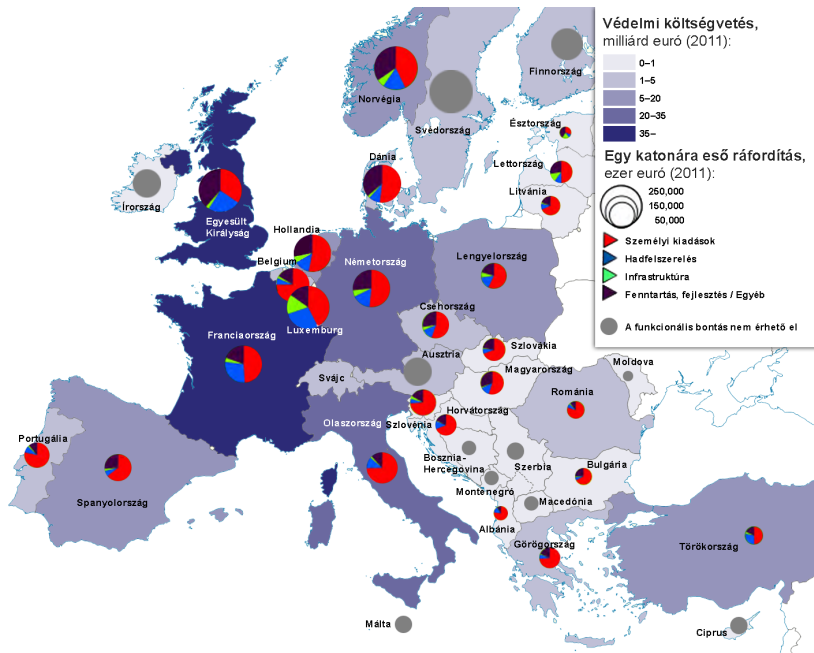 Védelmi költségvetés,
milliárd euró (2011):
0–1
1–5
5–20
20–35
35–
Egy katonára eső ráfordítás,
ezer euró (2011):
250,000
150,000
50,000
Személyi kiadások
Hadfelszerelés
Infrastruktúra
Fenntartás, fejlesztés / Egyéb
A funkcionális bontás nem érhető el
Finnország
Norvégia
Svédország
Észtország
Lettország
Litvánia
Dánia
Írország
Egyesült
Királyság
Hollandia
Belgium
Németország
Lengyelország
Luxemburg
Csehország
Franciaország
Szlovákia
Ausztria
Magyarország
Moldova
Svájc
Románia
Horvátország
Szlovénia
Olaszország
Portugália
Spanyolország
Bosznia-
Hercegovina
Szerbia
Bulgária
Montenegró
Macedónia
Albánia
Görögország
Törökország
Málta
Ciprus